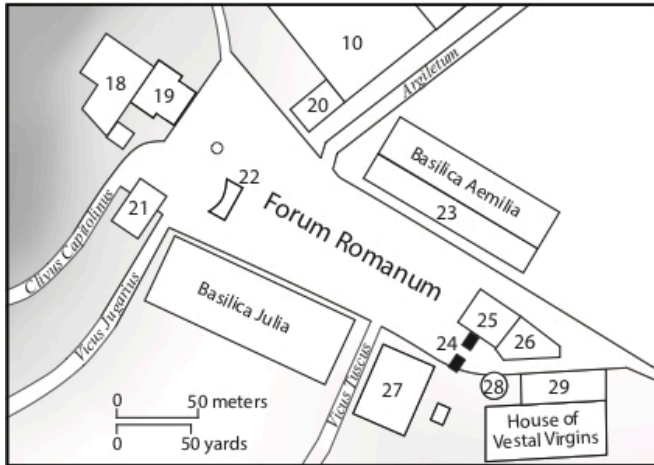 10
18
19
20
Argiletum
Basilica Aemilia
23
22
Forum Romanum
21
Clivus Capitolinus
Vicus Jugarius
Basilica Julia
Vicus Tuscus
24
25
26
27
28
29
House of
Vestal Virgins
0 50 meters
0 50 yards